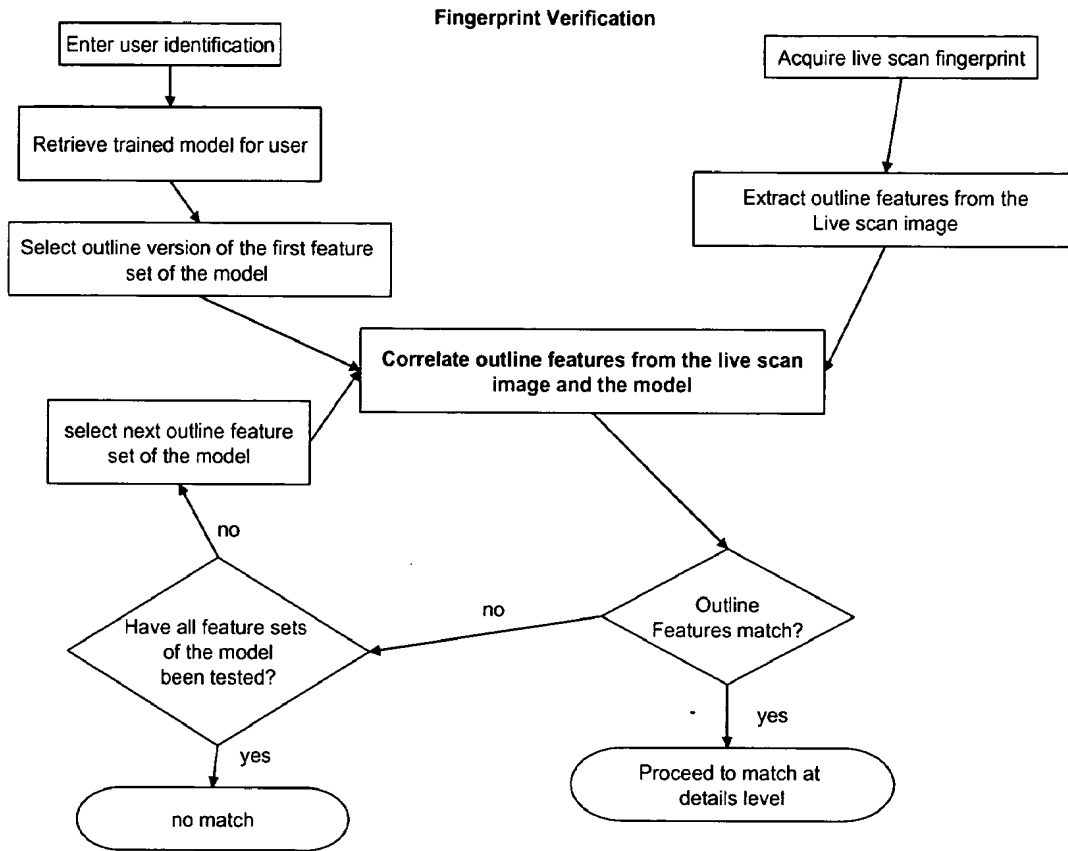 Fingerprint Verification
Enter user identification
Acquire live scan fingerprint
Retrieve trained model for user
Extract outline features from the
Live scan image
Select outline version of the first feature
set of the model
Correlate outline features from the live scan
image and the model
select next outline feature
set of the model
no
no
Outline
Features match?
Have all feature sets
of the model
been tested?
yes
yes
Proceed to match at
details level
no match